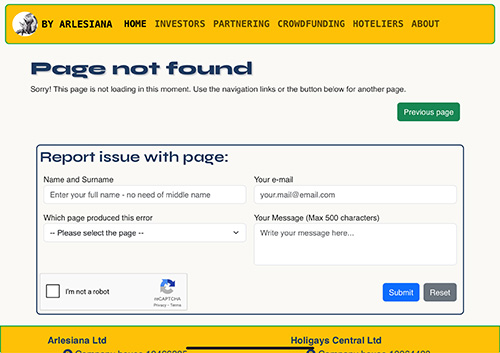 BY ARLESIANA HOME INVESTORS PARTNERING CROWDFUNDING HOTELIERS ABOUT
Page not found
Sorry! This page is not loading in this moment. Use the navigation links or the button below for another page.
Previous page
Report issue with page:
Name and Surname Your e-mail
Enter your full name - no need of middle name your.mail@email.com
Which page produced this error Your Message (Max 500 characters)
-- Please select the page -- Write your message here...
I'm not a robot
reCAPTCHA
Privacy - Terms
Submit Reset
Arlesiana Ltd Holigays Central Ltd